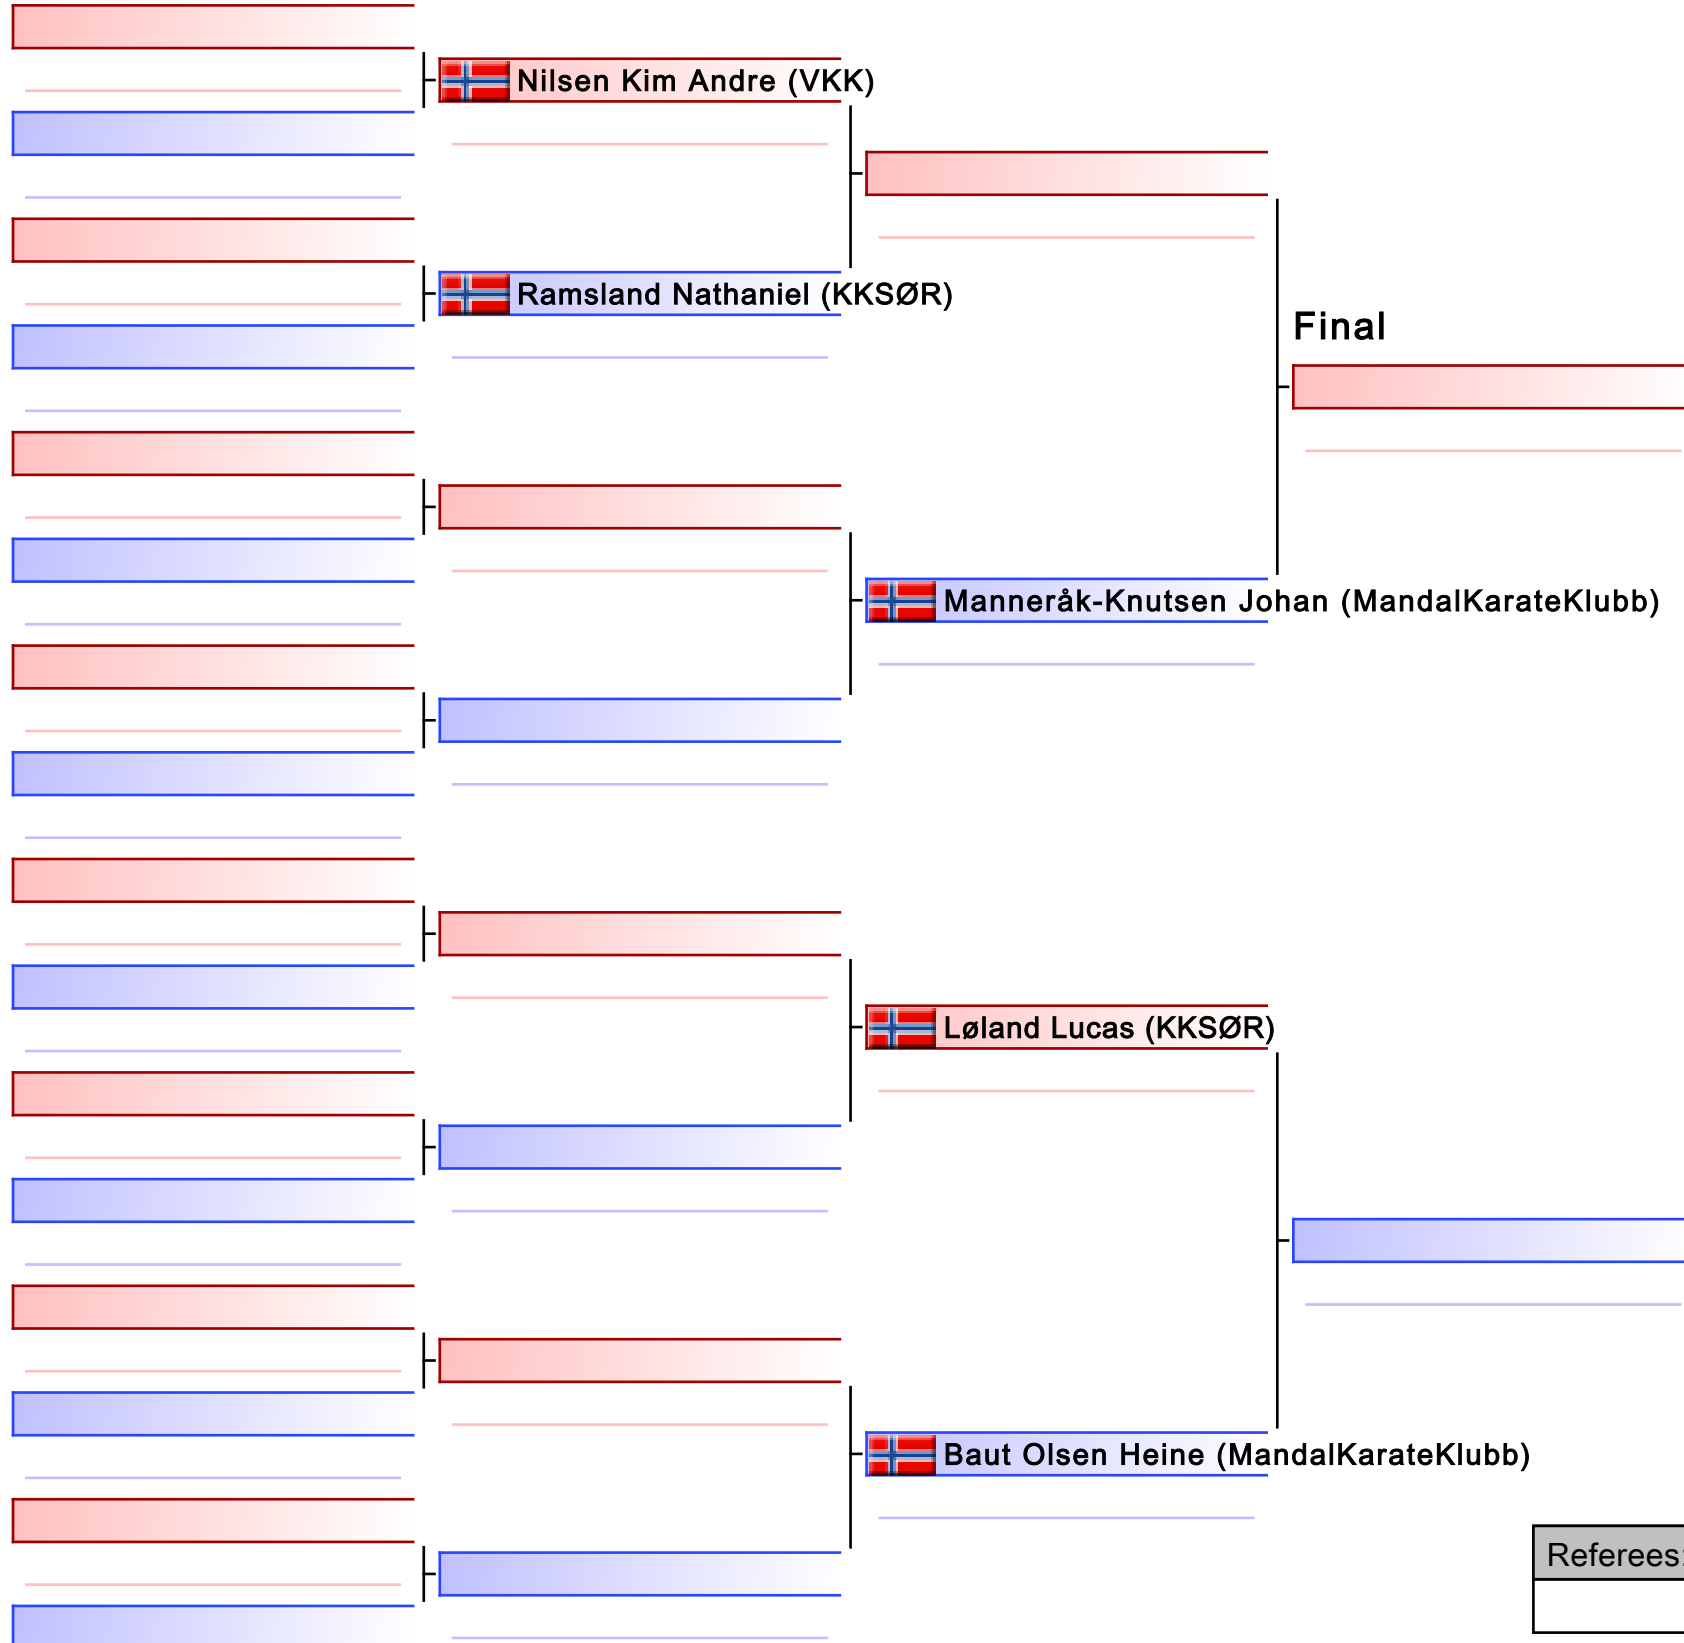 Nilsen Kim Andre (VKK)
Ramsland Nathaniel (KKSØR)
Final
Manneråk-Knutsen Johan (MandalKarateKlubb)
Løland Lucas (KKSØR)
Baut Olsen Heine (MandalKarateKlubb)
Referees: